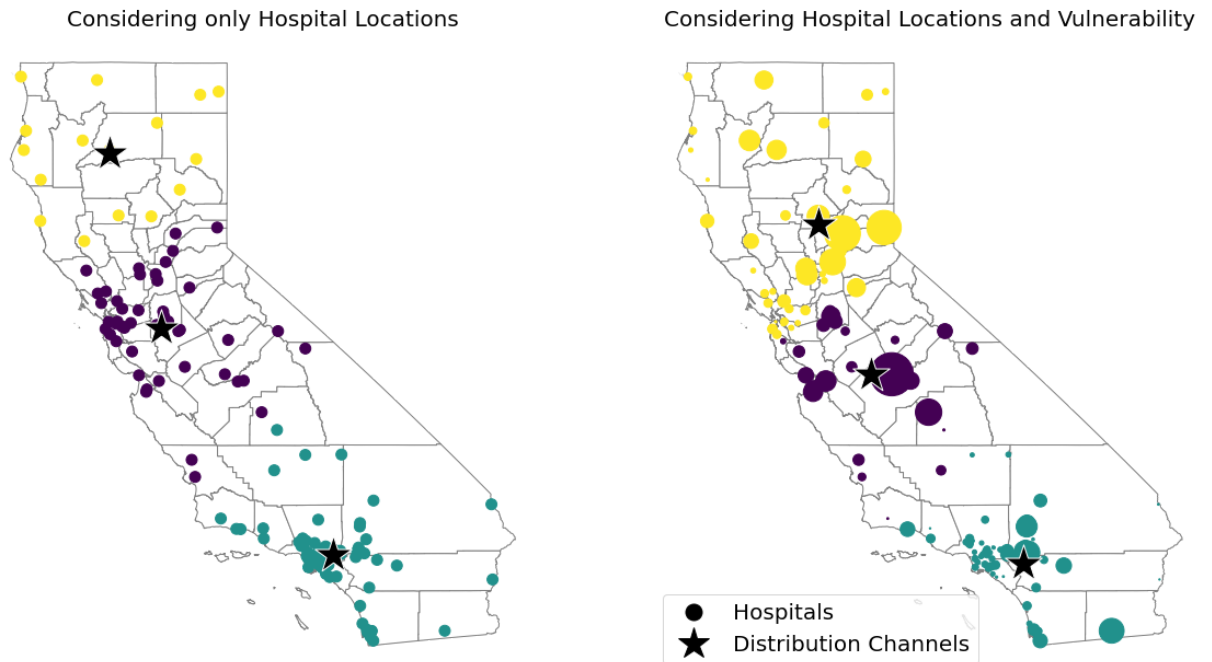 Considering only Hospital Locations
Considering Hospital Locations and Vulnerability
Hospitals
Distribution Channels